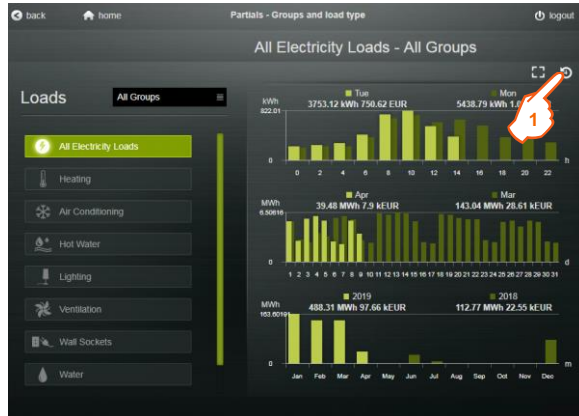 back home Partials - Groups and load type logout
All Electricity Loads - All Groups
Loads All Groups
All Electricity Loads
Heating
Air Conditioning
Hot Water
Lighting
Ventilation
Wall Sockets
Water
kWh Tue Mon
822.01 3753.12 kWh 750.62 EUR 5438.79 kWh
0
0 2 4 6 8 10 12 14 16 18 20 22 h
MWh Apr Mar
6.50616 39.48 MWh 7.9 kEUR 143.04 MWh 28.61 kEUR
0
1 2 3 4 5 6 7 8 9 10 11 12 13 14 15 16 17 18 19 20 21 22 23 24 25 26 27 28 29 30 31 d
MWh 2019 2018
163.60191 488.31 MWh 97.66 kEUR 112.77 MWh 22.55 kEUR
0
Jan Feb Mar Apr May Jun Jul Aug Sep Oct Nov Dec m
1